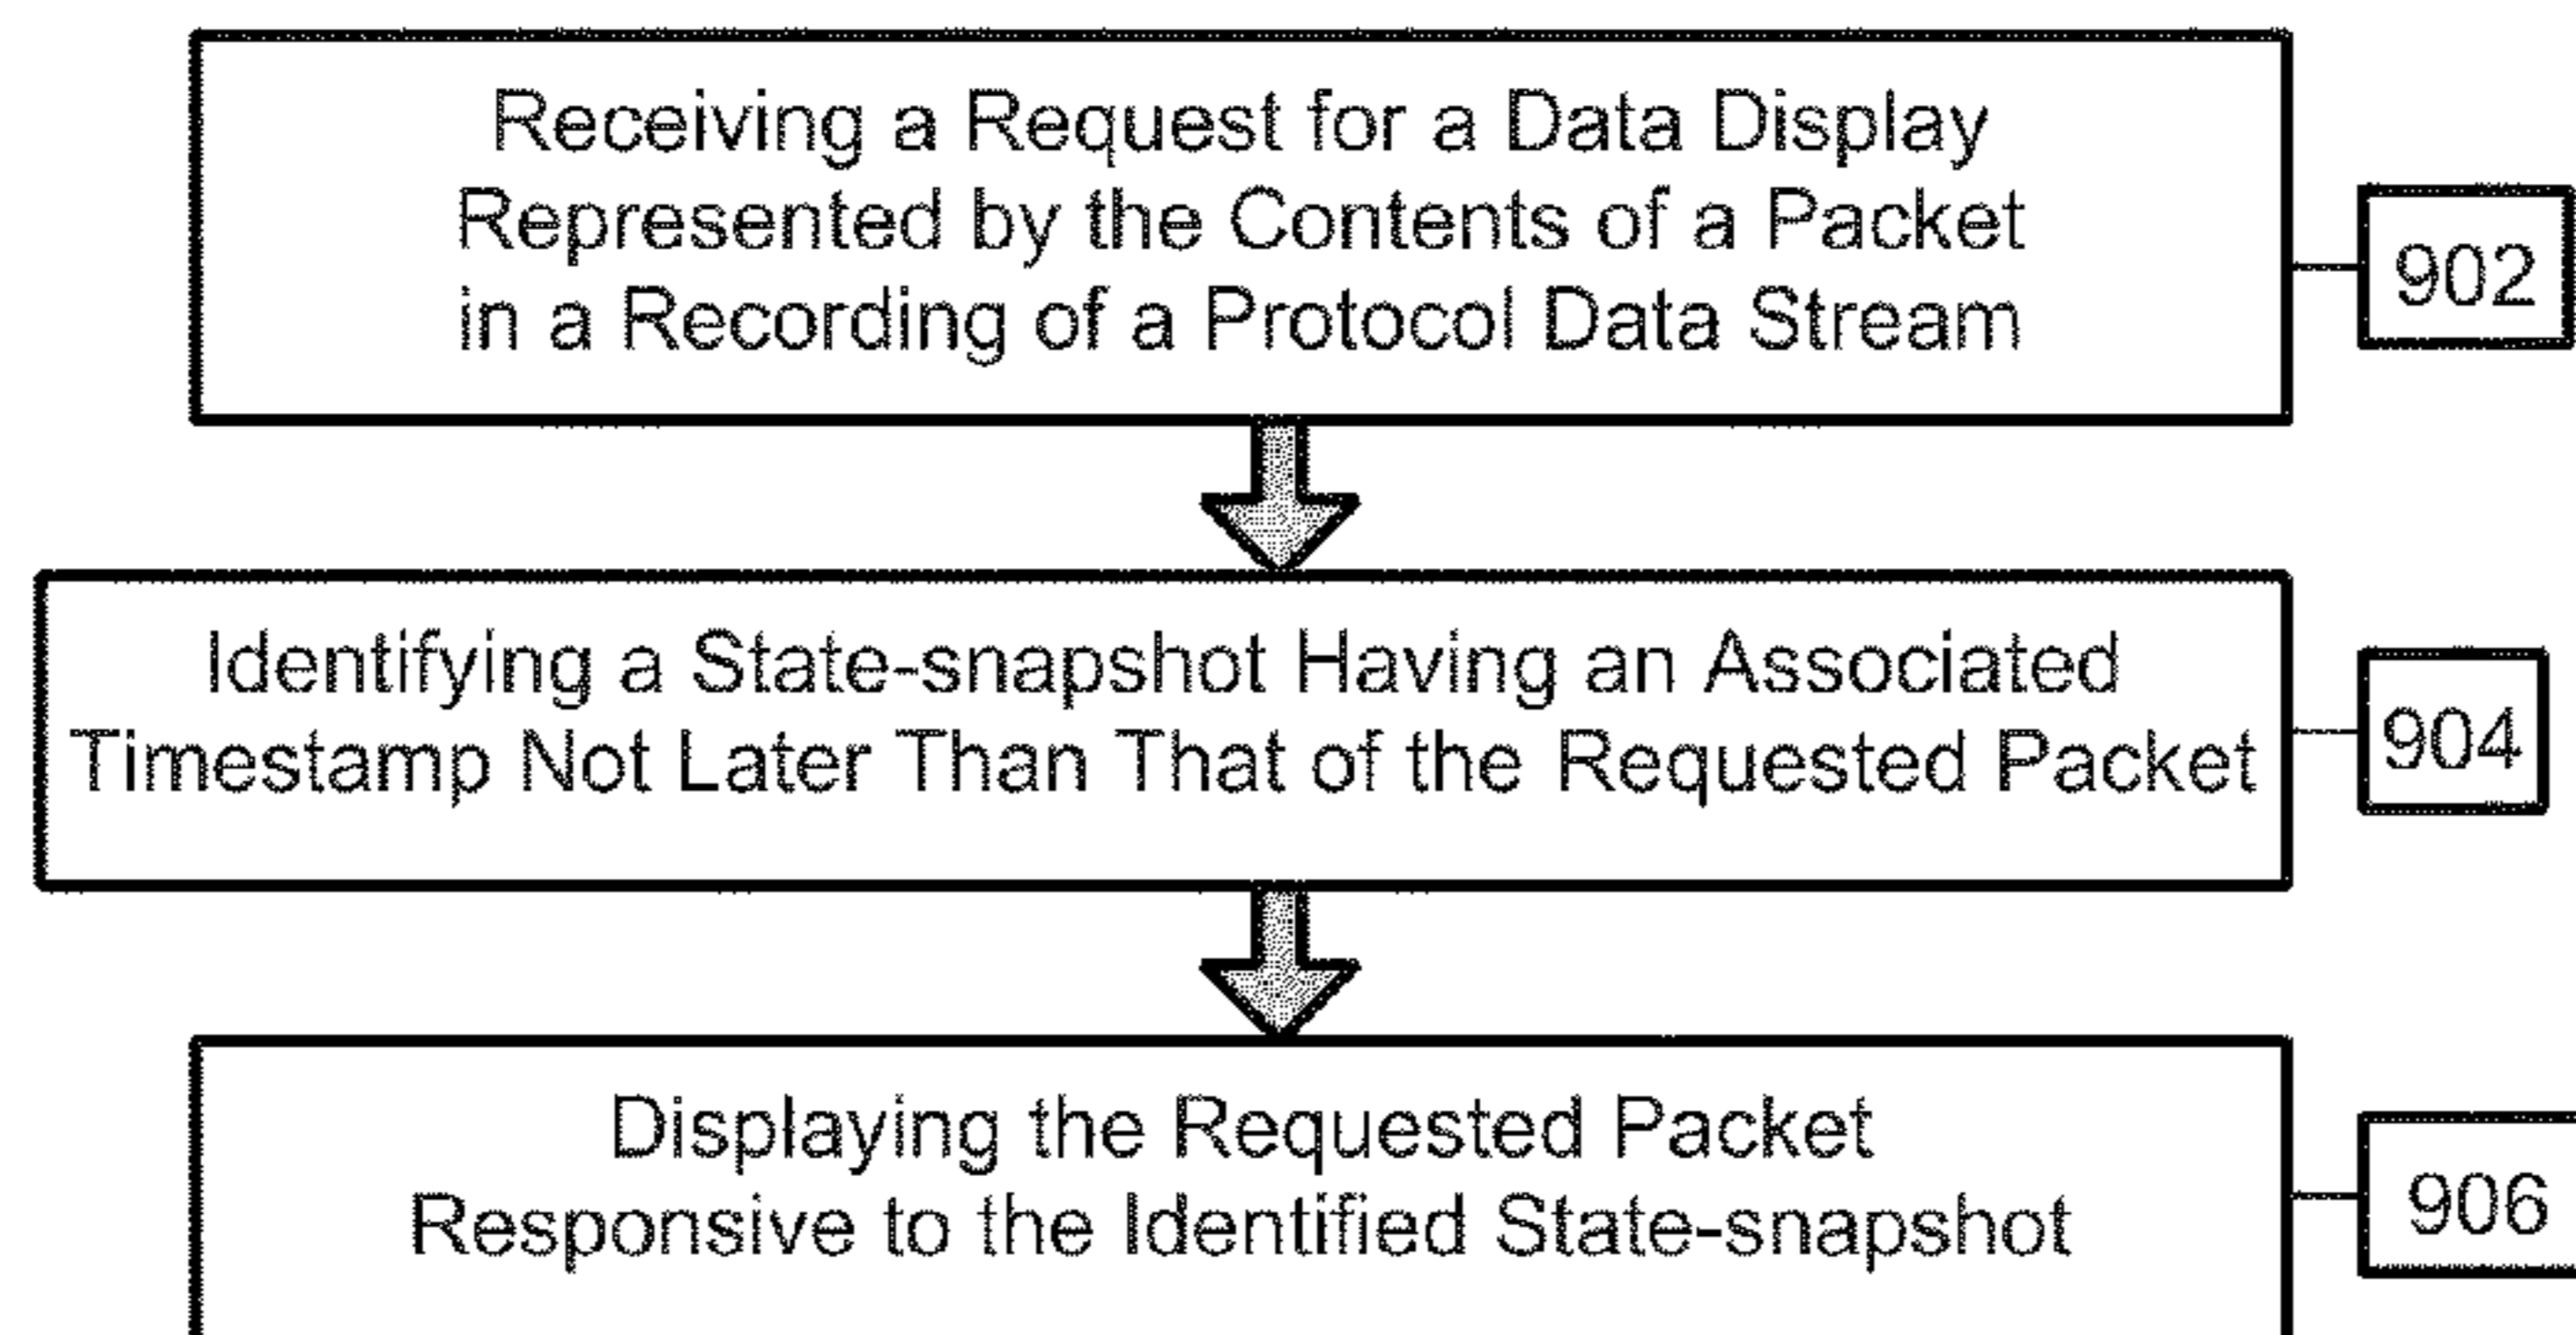 Receiving a Request for a Data Display
Represented by the Contents of a Packet
in a Recording of a Protocol Data Stream
902
Identifying a State-snapshot Having an Associated
Timestamp Not Later Than That of the Requested Packet
904
Displaying the Requested Packet
Responsive to the Identified State-snapshot
906